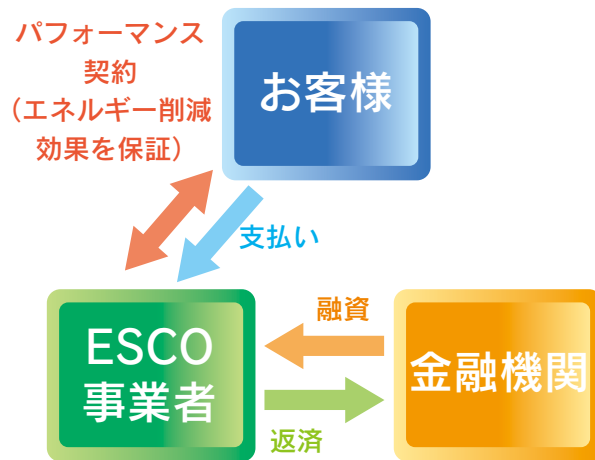 パフォーマンス
契約
（エネルギー削減
効果を保証）
お客様
支払い
ESCO
事業者
融資
金融機関
返済